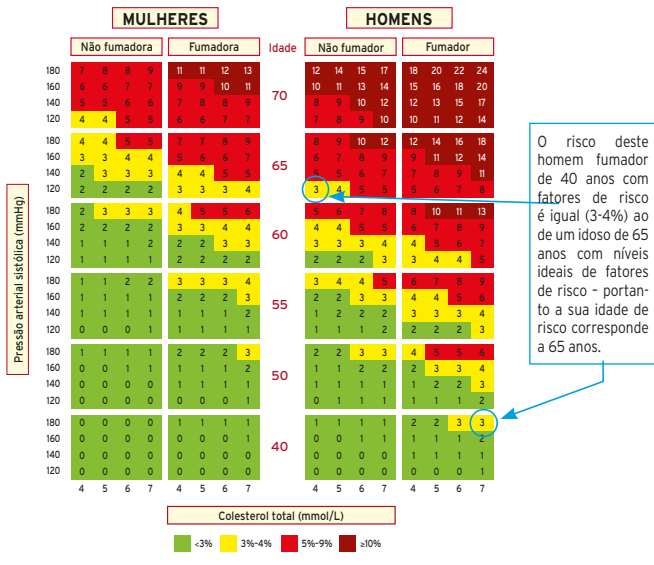 MULHERES HOMENS
Não fumadora Fumadora Idade Não fumador Fumador
180 7 8 8 9 11 11 12 13 12 14 15 17 18 20 22 24
160 6 6 7 7 9 9 10 11 10 11 13 14 15 16 18 20
70
140 5 5 6 6 7 8 9 9 8 9 10 12 12 13 15 17
120 4 4 5 5 6 6 7 7 7 8 9 10 10 11 12 14
180 4 4 5 5 7 7 8 9 8 9 10 12 12 14 16 18
160 3 3 4 4 5 6 6 7 6 7 8 9 9 11 12 14
65
140 2 3 3 3 4 4 5 5 5 5 6 7 7 8 9 11
120 2 2 2 2 3 3 3 4 3 4 5 5 5 6 7 8
180 2 3 3 3 4 5 5 6 5 6 7 8 8 10 11 13
160 2 2 2 2 3 3 4 4 4 4 5 5 6 7 8 9
60
140 1 1 1 2 2 2 3 3 3 3 3 4 4 5 6 7
120 1 1 1 1 2 2 2 2 2 2 2 3 3 4 4 5
180 1 1 2 2 3 3 3 4 3 4 4 5 6 7 8 9
160 1 1 1 1 2 2 2 3 2 2 3 3 4 4 5 6
55
140 1 1 1 1 1 1 1 2 1 2 2 2 3 3 3 4
120 0 0 0 1 1 1 1 1 1 1 1 2 2 2 2 3
180 1 1 1 1 2 2 2 3 2 2 3 3 4 5 5 6
160 0 0 1 1 1 1 1 2 1 2 2 2 2 3 3 4
50
140 0 0 0 0 1 1 1 1 1 1 1 1 2 2 2 3
120 0 0 0 0 0 0 1 1 1 1 1 1 1 1 1 2
180 0 0 0 0 1 1 1 1 1 1 1 1 2 2 3 3
160 0 0 0 0 0 0 0 1 0 0 1 1 1 1 1 2
40
140 0 0 0 0 0 0 0 0 0 0 0 1 0 1 1 1
120 0 0 0 0 0 0 0 0 0 0 0 0 0 0 0 1
4 5 6 7 4 5 6 7 4 5 6 7 4 5 6 7
Pressão arterial sistólica (mmHg)
Colesterol total (mmol/L)
<3% 3%-4% 5%-9% ≥10%
O risco deste
homem fumador
de 40 anos com
fatores de risco
é igual (3-4%) ao
de um idoso de 65
anos com níveis
ideais de fatores
de risco - portan-
to a sua idade de
risco corresponde
a 65 anos.